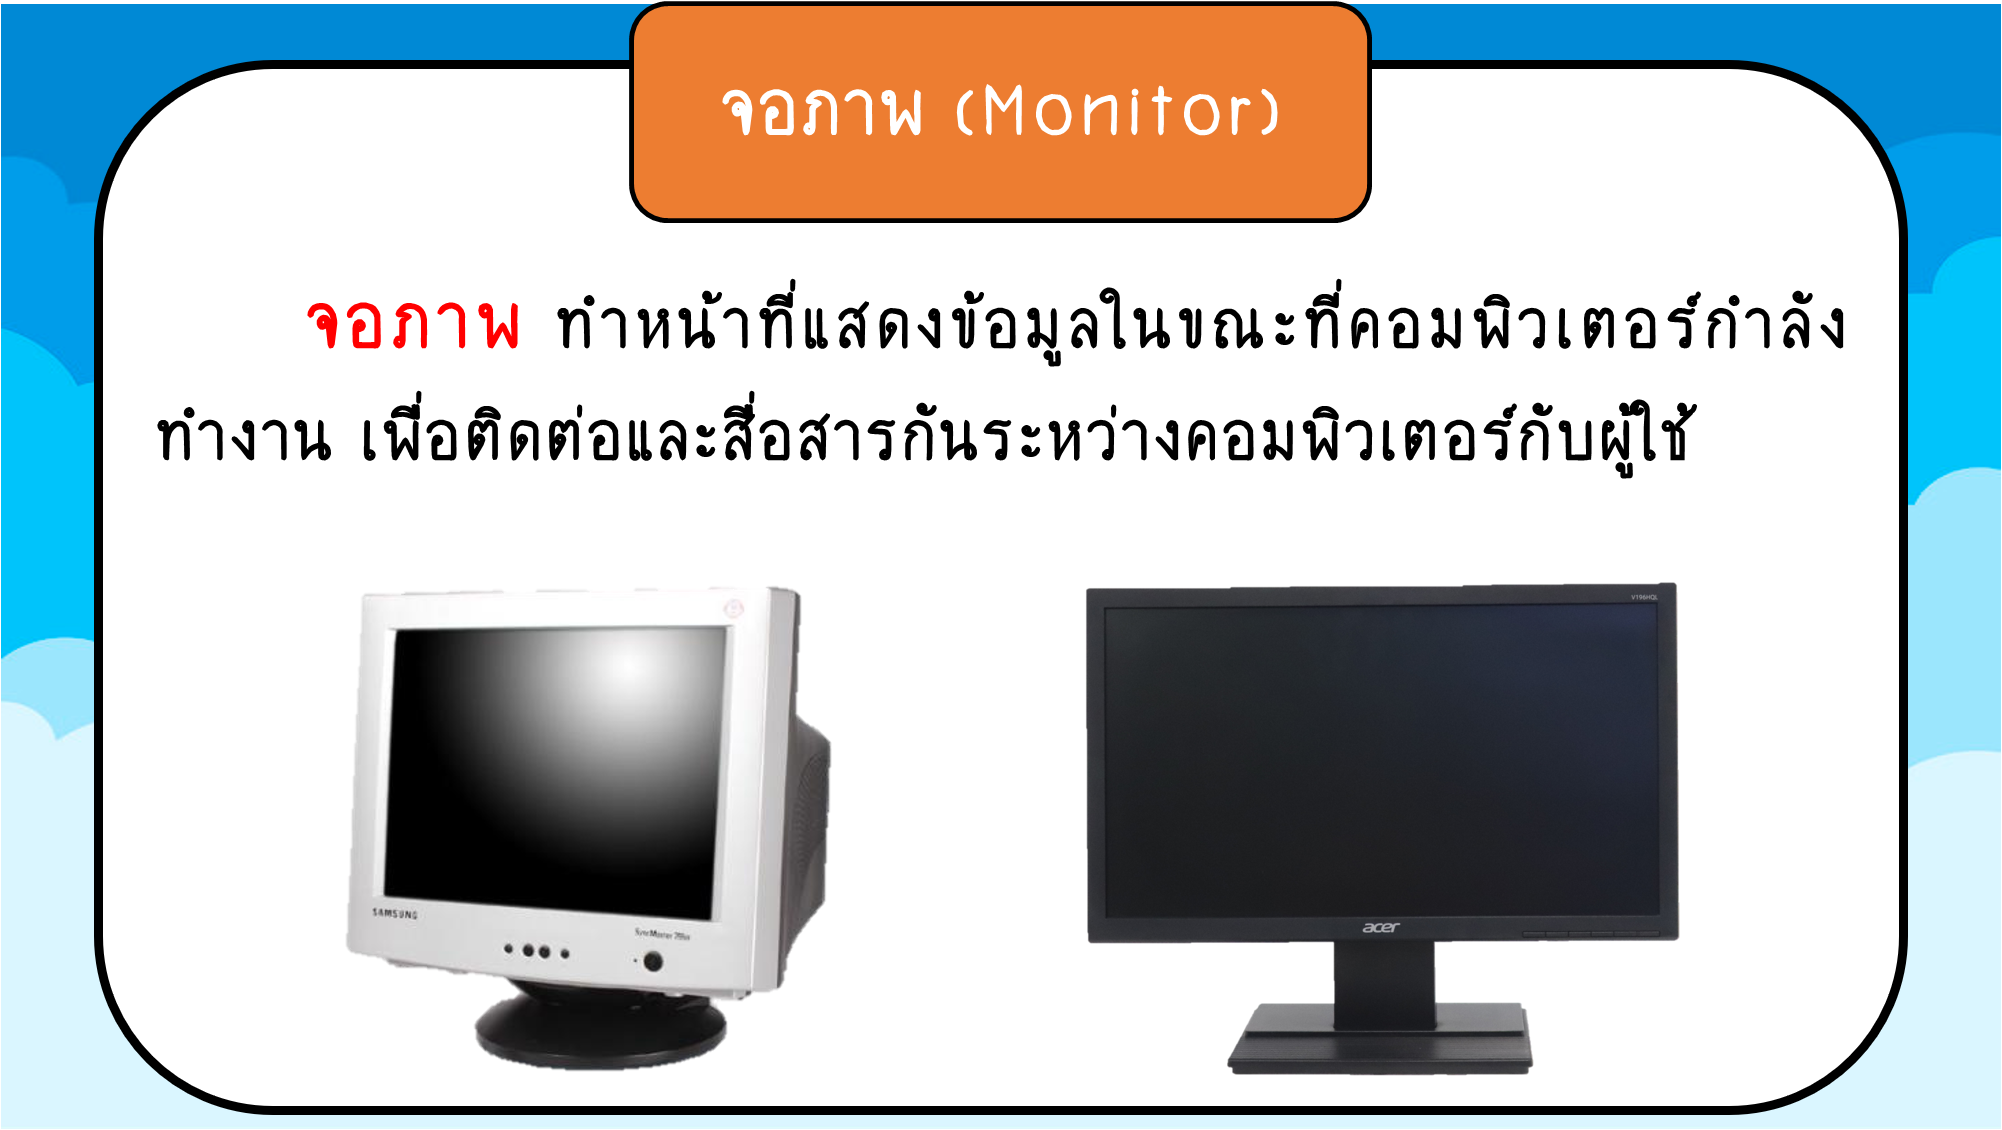 จอภาพ (Monitor)
จอภาพ ทำหน้าที่แสดงข้อมูลในขณะที่คอมพิวเตอร์กำลัง
ทำงาน เพื่อติดต่อและสื่อสารกันระหว่างคอมพิวเตอร์กับผู้ใช้
V196HQL
SAMSUNG
SyncMaster
acer